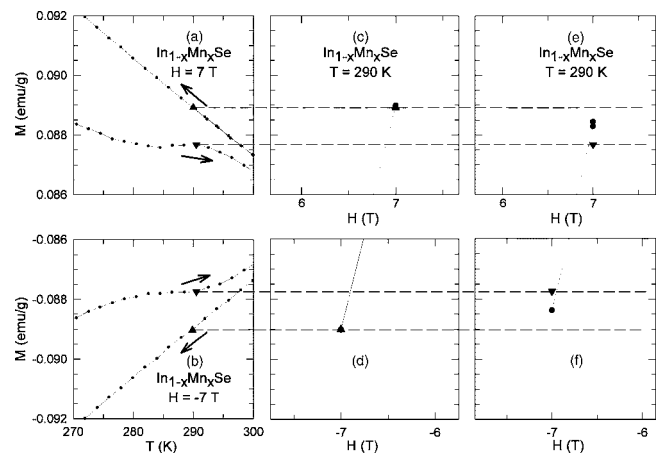 0.092
0.090
0.088
0.086
M (emu/g)
(a)
In1-xMnxSe
H = 7 T
(c)
In1-xMnxSe
T = 290 K
6
7
H (T)
(e)
In1-xMnxSe
T = 290 K
6
7
H (T)
-0.086
-0.088
-0.090
-0.092
M (emu/g)
(b)
In1-xMnxSe
H = -7 T
270
280
290
300
T (K)
(d)
-7
-6
H (T)
(f)
-7
-6
H (T)